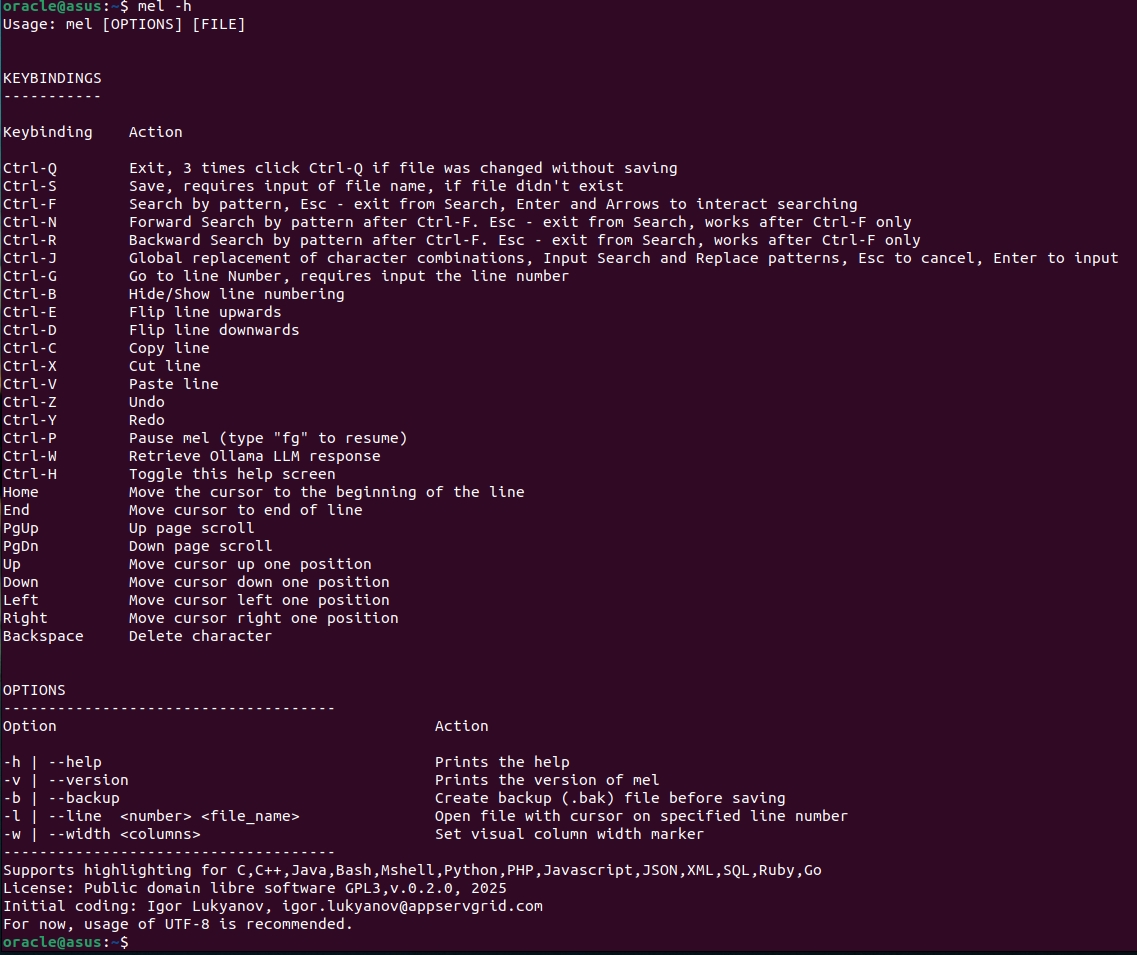 oracle@asus:~$ mel -h
Usage: mel [OPTIONS] [FILE]
KEYBINDINGS
-----------
Keybinding    Action
Ctrl-Q        Exit, 3 times click Ctrl-Q if file was changed without saving
Ctrl-S        Save, requires input of file name, if file didn't exist
Ctrl-F        Search by pattern, Esc - exit from Search, Enter and Arrows to interact searching
Ctrl-N        Forward Search by pattern after Ctrl-F. Esc - exit from Search, works after Ctrl-F only
Ctrl-R        Backward Search by pattern after Ctrl-F. Esc - exit from Search, works after Ctrl-F only
Ctrl-J        Global replacement of character combinations, Input Search and Replace patterns, Esc to cancel, Enter to input
Ctrl-G        Go to line Number, requires input the line number
Ctrl-B        Hide/Show line numbering
Ctrl-E        Flip line upwards
Ctrl-D        Flip line downwards
Ctrl-C        Copy line
Ctrl-X        Cut line
Ctrl-V        Paste line
Ctrl-Z        Undo
Ctrl-Y        Redo
Ctrl-P        Pause mel (type "fg" to resume)
Ctrl-W        Retrieve Ollama LLM response
Ctrl-H        Toggle this help screen
Home          Move the cursor to the beginning of the line
End           Move cursor to end of line
PgUp          Up page scroll
PgDn          Down page scroll
Up            Move cursor up one position
Down          Move cursor down one position
Left          Move cursor left one position
Right         Move cursor right one position
Backspace     Delete character
OPTIONS
-------------------------------------
Option                                          Action
-h | --help                                     Prints the help
-v | --version                                  Prints the version of mel
-b | --backup                                   Create backup (.bak) file before saving
-l | --line  <number> <file_name>               Open file with cursor on specified line number
-w | --width <columns>                          Set visual column width marker
-------------------------------------
Supports highlighting for C,C++,Java,Bash,Mshell,Python,PHP,Javascript,JSON,XML,SQL,Ruby,Go
License: Public domain libre software GPL3,v.0.2.0, 2025
Initial coding: Igor Lukyanov, igor.lukyanov@appservgrid.com
For now, usage of UTF-8 is recommended.
oracle@asus:~$